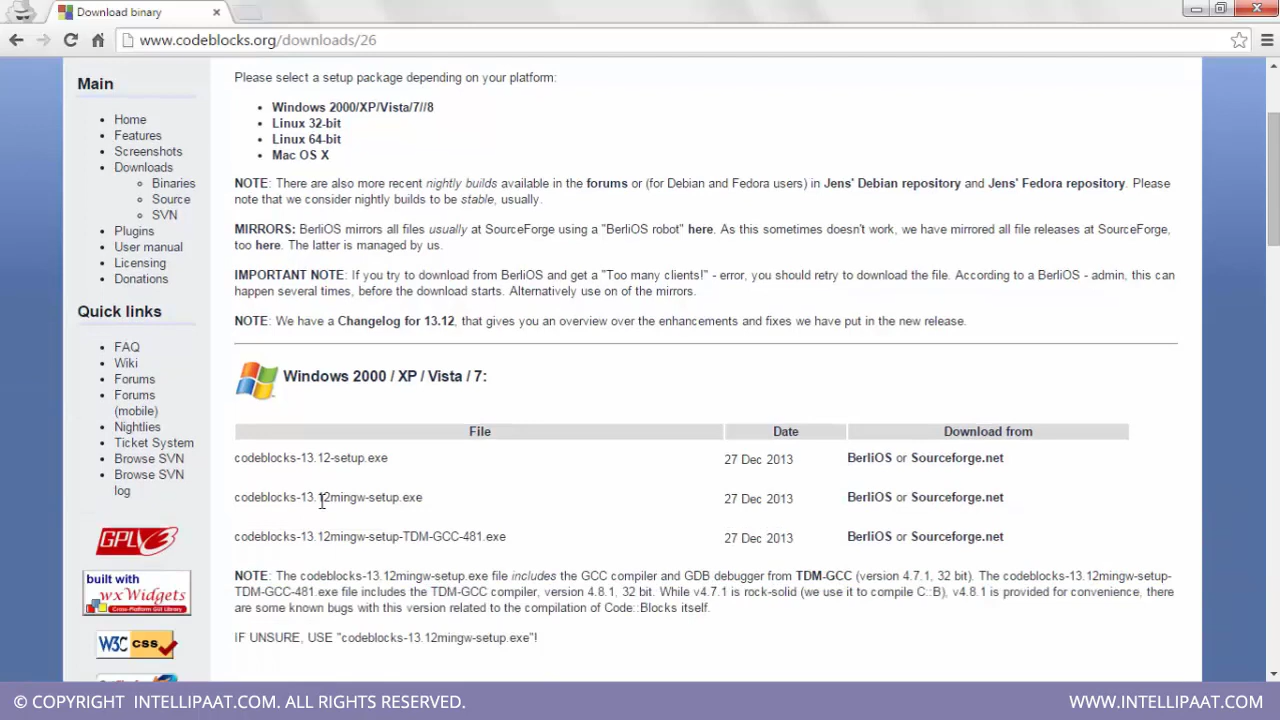 Download binary
www.codeblocks.org/downloads/26
Main
Home
Features
Screenshots
Downloads
Binaries
Source
SVN
Plugins
User manual
Licensing
Donations
Quick links
FAQ
Wiki
Forums
Forums
(mobile)
Nightlies
Ticket System
Browse SVN
Browse SVN
log
GPLv3
built with
wxWidgets
Cross-Platform GUI Library
W3C css
Please select a setup package depending on your platform:
Windows 2000/XP/Vista/7//8
Linux 32-bit
Linux 64-bit
Mac OS X
NOTE: There are also more recent nightly builds available in the forums or (for Debian and Fedora users) in Jens' Debian repository and Jens' Fedora repository. Please
note that we consider nightly builds to be stable, usually.
MIRRORS: BerliOS mirrors all files usually at SourceForge using a "BerliOS robot" here. As this sometimes doesn't work, we have mirrored all file releases at SourceForge,
too here. The latter is managed by us.
IMPORTANT NOTE: If you try to download from BerliOS and get a "Too many clients!" - error, you should retry to download the file. According to a BerliOS - admin, this can
happen several times, before the download starts. Alternatively use on of the mirrors.
NOTE: We have a Changelog for 13.12, that gives you an overview over the enhancements and fixes we have put in the new release.
Windows 2000 / XP / Vista / 7:
File Date Download from
codeblocks-13.12-setup.exe 27 Dec 2013 BerliOS or Sourceforge.net
codeblocks-13.12mingw-setup.exe 27 Dec 2013 BerliOS or Sourceforge.net
codeblocks-13.12mingw-setup-TDM-GCC-481.exe 27 Dec 2013 BerliOS or Sourceforge.net
NOTE: The codeblocks-13.12mingw-setup.exe file includes the GCC compiler and GDB debugger from TDM-GCC (version 4.7.1, 32 bit). The codeblocks-13.12mingw-setup-
TDM-GCC-481.exe file includes the TDM-GCC compiler, version 4.8.1, 32 bit. While v4.7.1 is rock-solid (we use it to compile C::B), v4.8.1 is provided for convenience, there
are some known bugs with this version related to the compilation of Code::Blocks itself.
IF UNSURE, USE "codeblocks-13.12mingw-setup.exe"!
© COPYRIGHT INTELLIPAAT.COM. ALL RIGHTS RESERVED.
WWW.INTELLIPAAT.COM